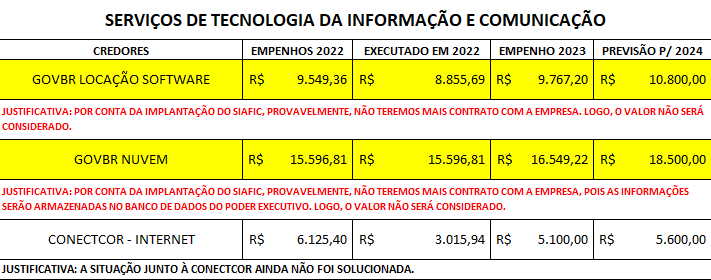 SERVIÇOS DE TECNOLOGIA DA INFORMAÇÃO E COMUNICAÇÃO
CREDORES EMPENHOS 2022 EXECUTADO EM 2022 EMPENHO 2023 PREVISÃO P/ 2024
GOVBR LOCAÇÃO SOFTWARE R$ 9.549,36 R$ 8.855,69 R$ 9.767,20 R$ 10.800,00
JUSTIFICATIVA: POR CONTA DA IMPLANTAÇÃO DO SIAFIC, PROVAVELMENTE, NÃO TEREMOS MAIS CONTRATO COM A EMPRESA. LOGO, O VALOR NÃO SERÁ
CONSIDERADO.
GOVBR NUVEM R$ 15.596,81 R$ 15.596,81 R$ 16.549,22 R$ 18.500,00
JUSTIFICATIVA: POR CONTA DA IMPLANTAÇÃO DO SIAFIC, PROVAVELMENTE, NÃO TEREMOS MAIS CONTRATO COM A EMPRESA, POIS AS INFORMAÇÕES
SERÃO ARMAZENADAS NO BANCO DE DADOS DO PODER EXECUTIVO. LOGO, O VALOR NÃO SERÁ CONSIDERADO.
CONECTCOR - INTERNET R$ 6.125,40 R$ 3.015,94 R$ 5.100,00 R$ 5.600,00
JUSTIFICATIVA: A SITUAÇÃO JUNTO À CONECTCOR AINDA NÃO FOI SOLUCIONADA.